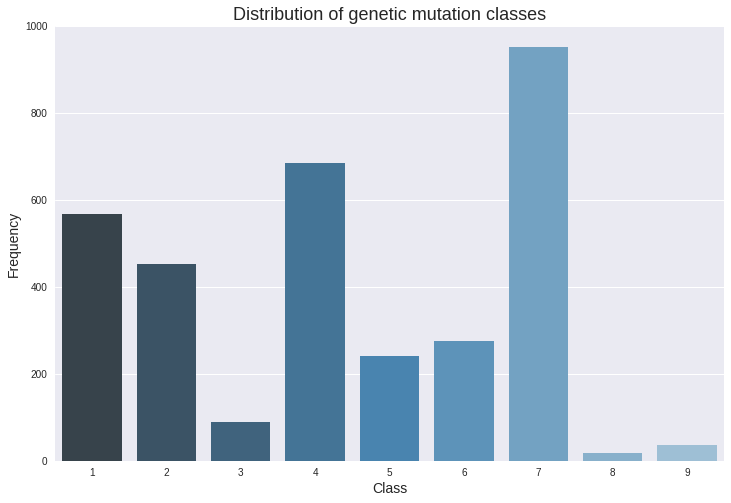 Distribution of genetic mutation classes
1000
800
600
400
200
0
Frequency
1 2 3 4 5 6 7 8 9
Class